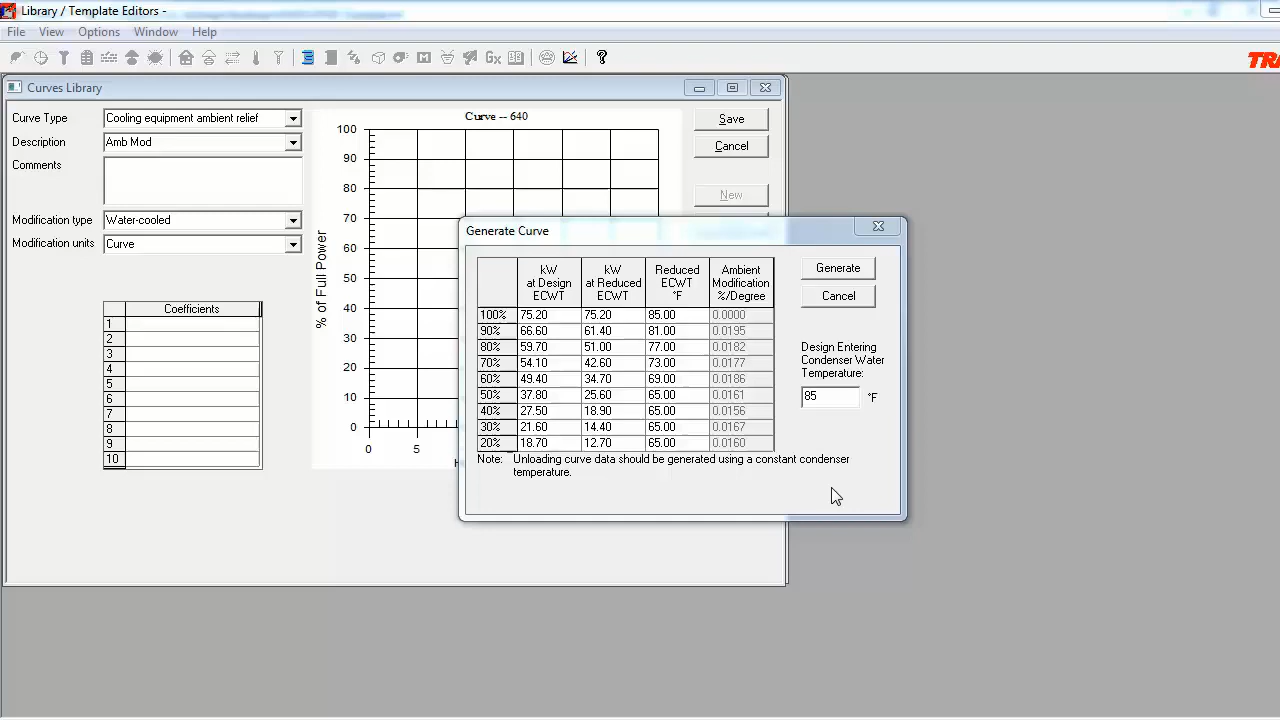 Library / Template Editors -
File View Options Window Help
Gx ?
TRA
Curves Library
Curve Type Cooling equipment ambient relief
Description Amb Mod
Comments
Modification type Water-cooled
Modification units Curve
Coefficients
1
2
3
4
5
6
7
8
9
10
Curve -- 640
% of Full Power
100
90
80
70
60
50
40
30
20
10
0
0 5
H
Save
Cancel
New
Generate Curve
kW at Design ECWT
kW at Reduced ECWT
Reduced ECWT °F
Ambient Modification %/Degree
100% 75.20 75.20 85.00 0.0000
90% 66.60 61.40 81.00 0.0195
80% 59.70 51.00 77.00 0.0182
70% 54.10 42.60 73.00 0.0177
60% 49.40 34.70 69.00 0.0186
50% 37.80 25.60 65.00 0.0161
40% 27.50 18.90 65.00 0.0156
30% 21.60 14.40 65.00 0.0167
20% 18.70 12.70 65.00 0.0160
Note: Unloading curve data should be generated using a constant condenser
temperature.
Generate
Cancel
Design Entering
Condenser Water
Temperature:
85 °F